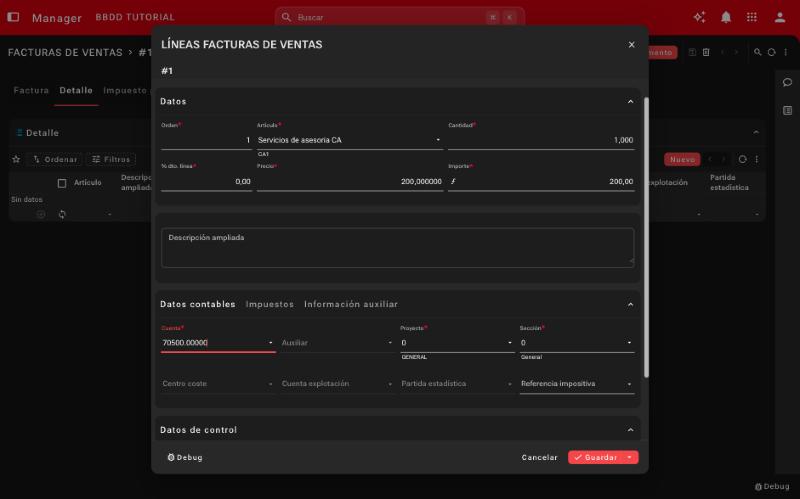 Manager BBDD TUTORIAL Buscar ⌘ K
FACTURAS DE VENTAS > #1
LÍNEAS FACTURAS DE VENTAS
#1
Factura Detalle Impuesto
Detalle
Ordenar Filtros Nuevo
Artículo
Partida estadística
Sin datos
Datos
Orden* Artículo* Cantidad*
1 Servicios de asesoria CA 1,000
CA1
% dto. línea* Precio* Importe*
0,00 200,000000 200,00
Descripción ampliada
Datos contables Impuestos Información auxiliar
Cuenta* Proyecto* Sección*
70500.00000 Auxiliar 0 0
GENERAL General
Centro coste Cuenta explotación Partida estadística Referencia impositiva
Datos de control
Debug Cancelar Guardar
Debug